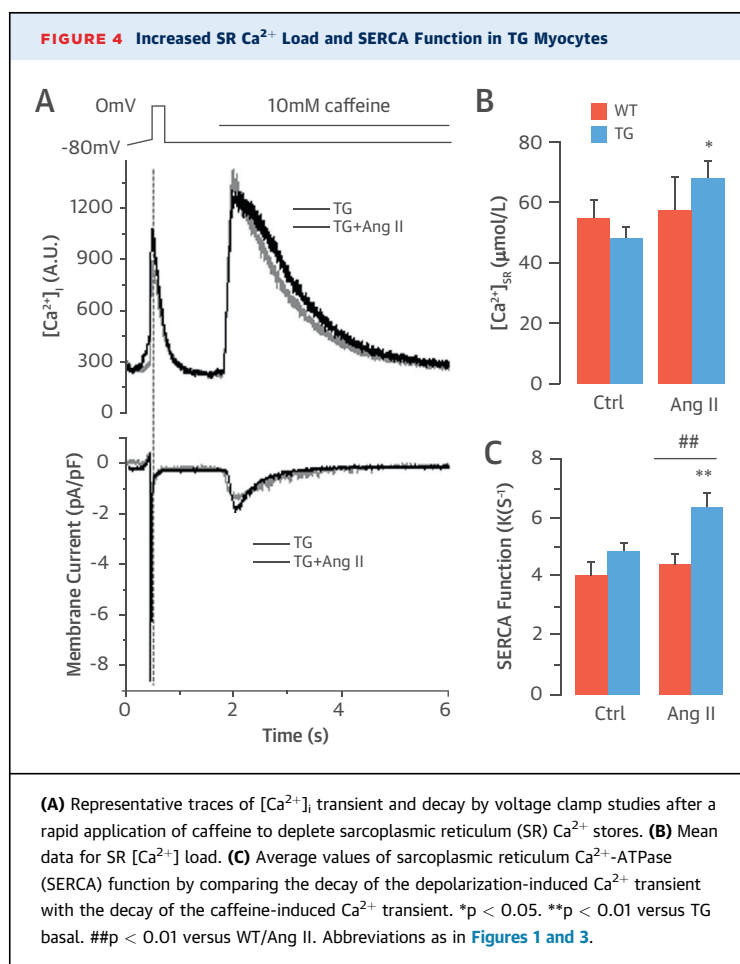 FIGURE 4 Increased SR Ca²⁺ Load and SERCA Function in TG Myocytes
A
0mV
-80mV
10mM caffeine
[Ca²⁺]ᵢ (A.U.)
1200
900
600
300
0
TG
TG+Ang II
Membrane Current (pA/pF)
0
-2
-4
-6
-8
TG
TG+Ang II
0 2 4 6
Time (s)
B
WT
TG
[Ca²⁺]SR (µmol/L)
80
60
40
20
0
*
Ctrl Ang II
C
SERCA Function (K(S⁻¹)
8
6
4
2
0
##
**
Ctrl Ang II
(A) Representative traces of [Ca²⁺]ᵢ transient and decay by voltage clamp studies after a
rapid application of caffeine to deplete sarcoplasmic reticulum (SR) Ca²⁺ stores. (B) Mean
data for SR [Ca²⁺] load. (C) Average values of sarcoplasmic reticulum Ca²⁺-ATPase
(SERCA) function by comparing the decay of the depolarization-induced Ca²⁺ transient
with the decay of the caffeine-induced Ca²⁺ transient. *p < 0.05. **p < 0.01 versus TG
basal. ##p < 0.01 versus WT/Ang II. Abbreviations as in Figures 1 and 3.